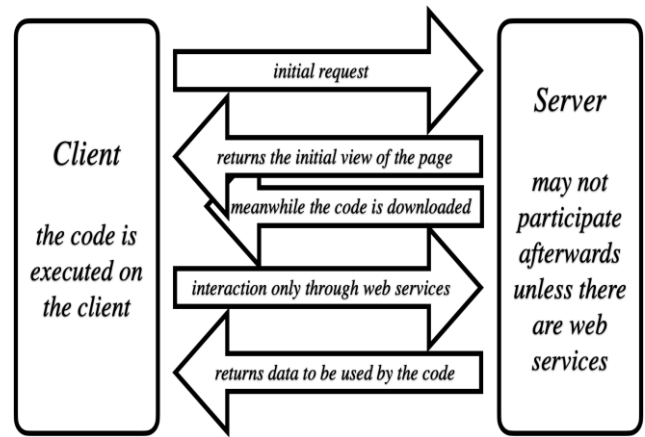 Client
the code is
executed on
the client
initial request
returns the initial view of the page
meanwhile the code is downloaded
interaction only through web services
returns data to be used by the code
Server
may not
participate
afterwards
unless there
are web
services